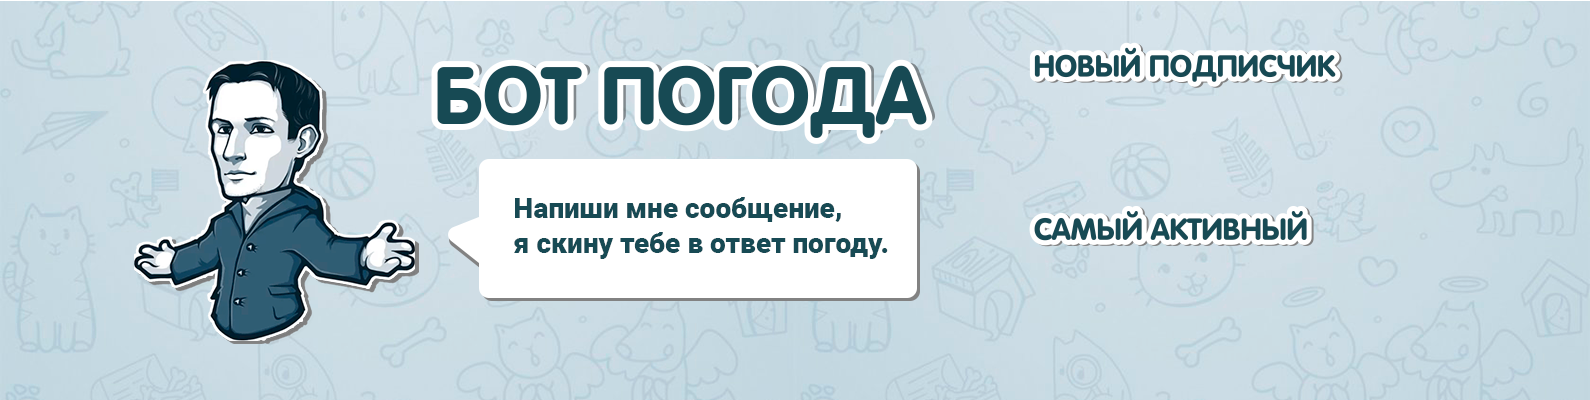 БОТ ПОГОДА
Напиши мне сообщение,
я скину тебе в ответ погоду.
НОВЫЙ ПОДПИСЧИК
САМЫЙ АКТИВНЫЙ